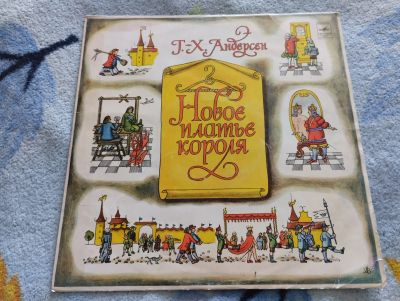 Г.-Х. Андерсен
Новое
платье
короля